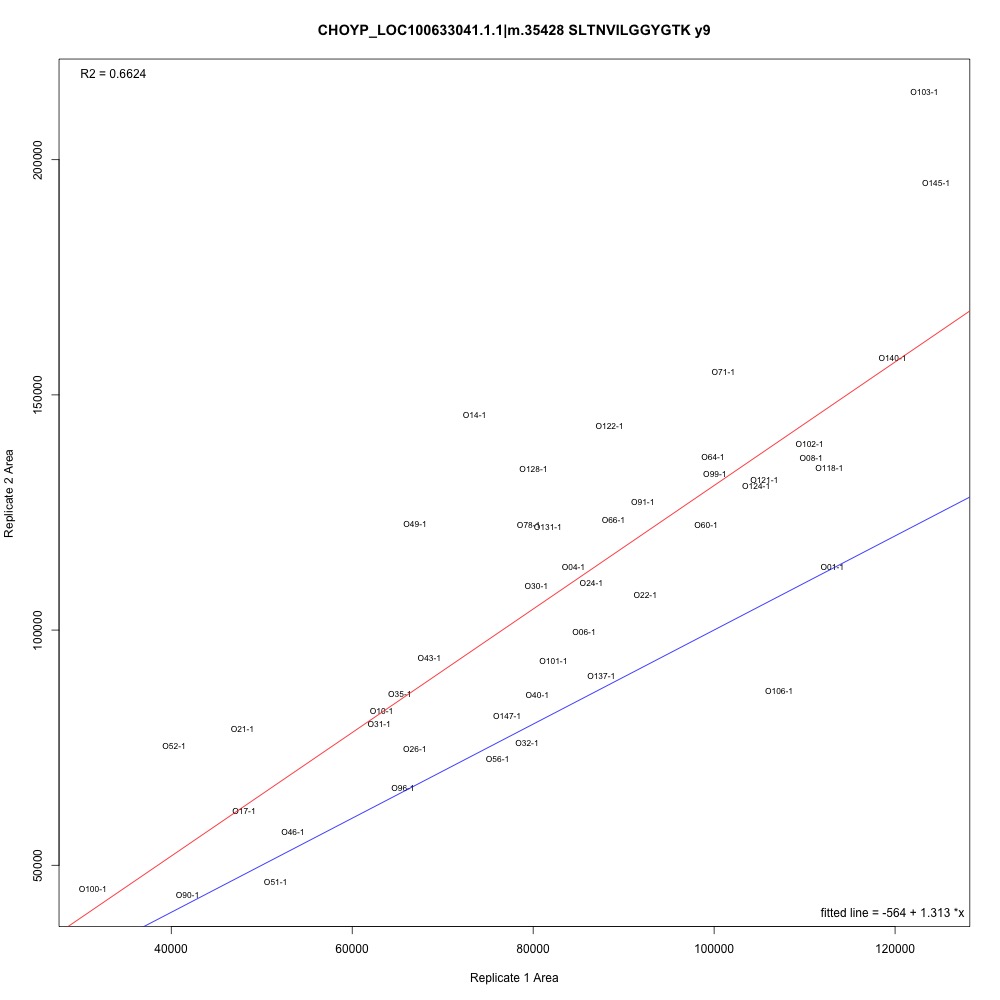 CHOYP_LOC100633041.1.1|m.35428 SLTNVILGGYGTK y9
R2 = 0.6624
O103-1
O145-1
O140-1
O71-1
O14-1
O122-1
O102-1
O64-1
O08-1
O128-1
O118-1
O99-1
O121-1
O124-1
O91-1
O66-1
O49-1
O78-1
O131-1
O60-1
O04-1
O01-1
O24-1
O30-1
O22-1
O06-1
O43-1
O101-1
O137-1
O106-1
O35-1
O40-1
O10-1
O147-1
O31-1
O21-1
O52-1
O32-1
O26-1
O56-1
O96-1
O17-1
O46-1
O51-1
O100-1
O90-1
fitted line = -564 + 1.313 *x
200000
150000
100000
50000
Replicate 2 Area
40000 60000 80000 100000 120000
Replicate 1 Area